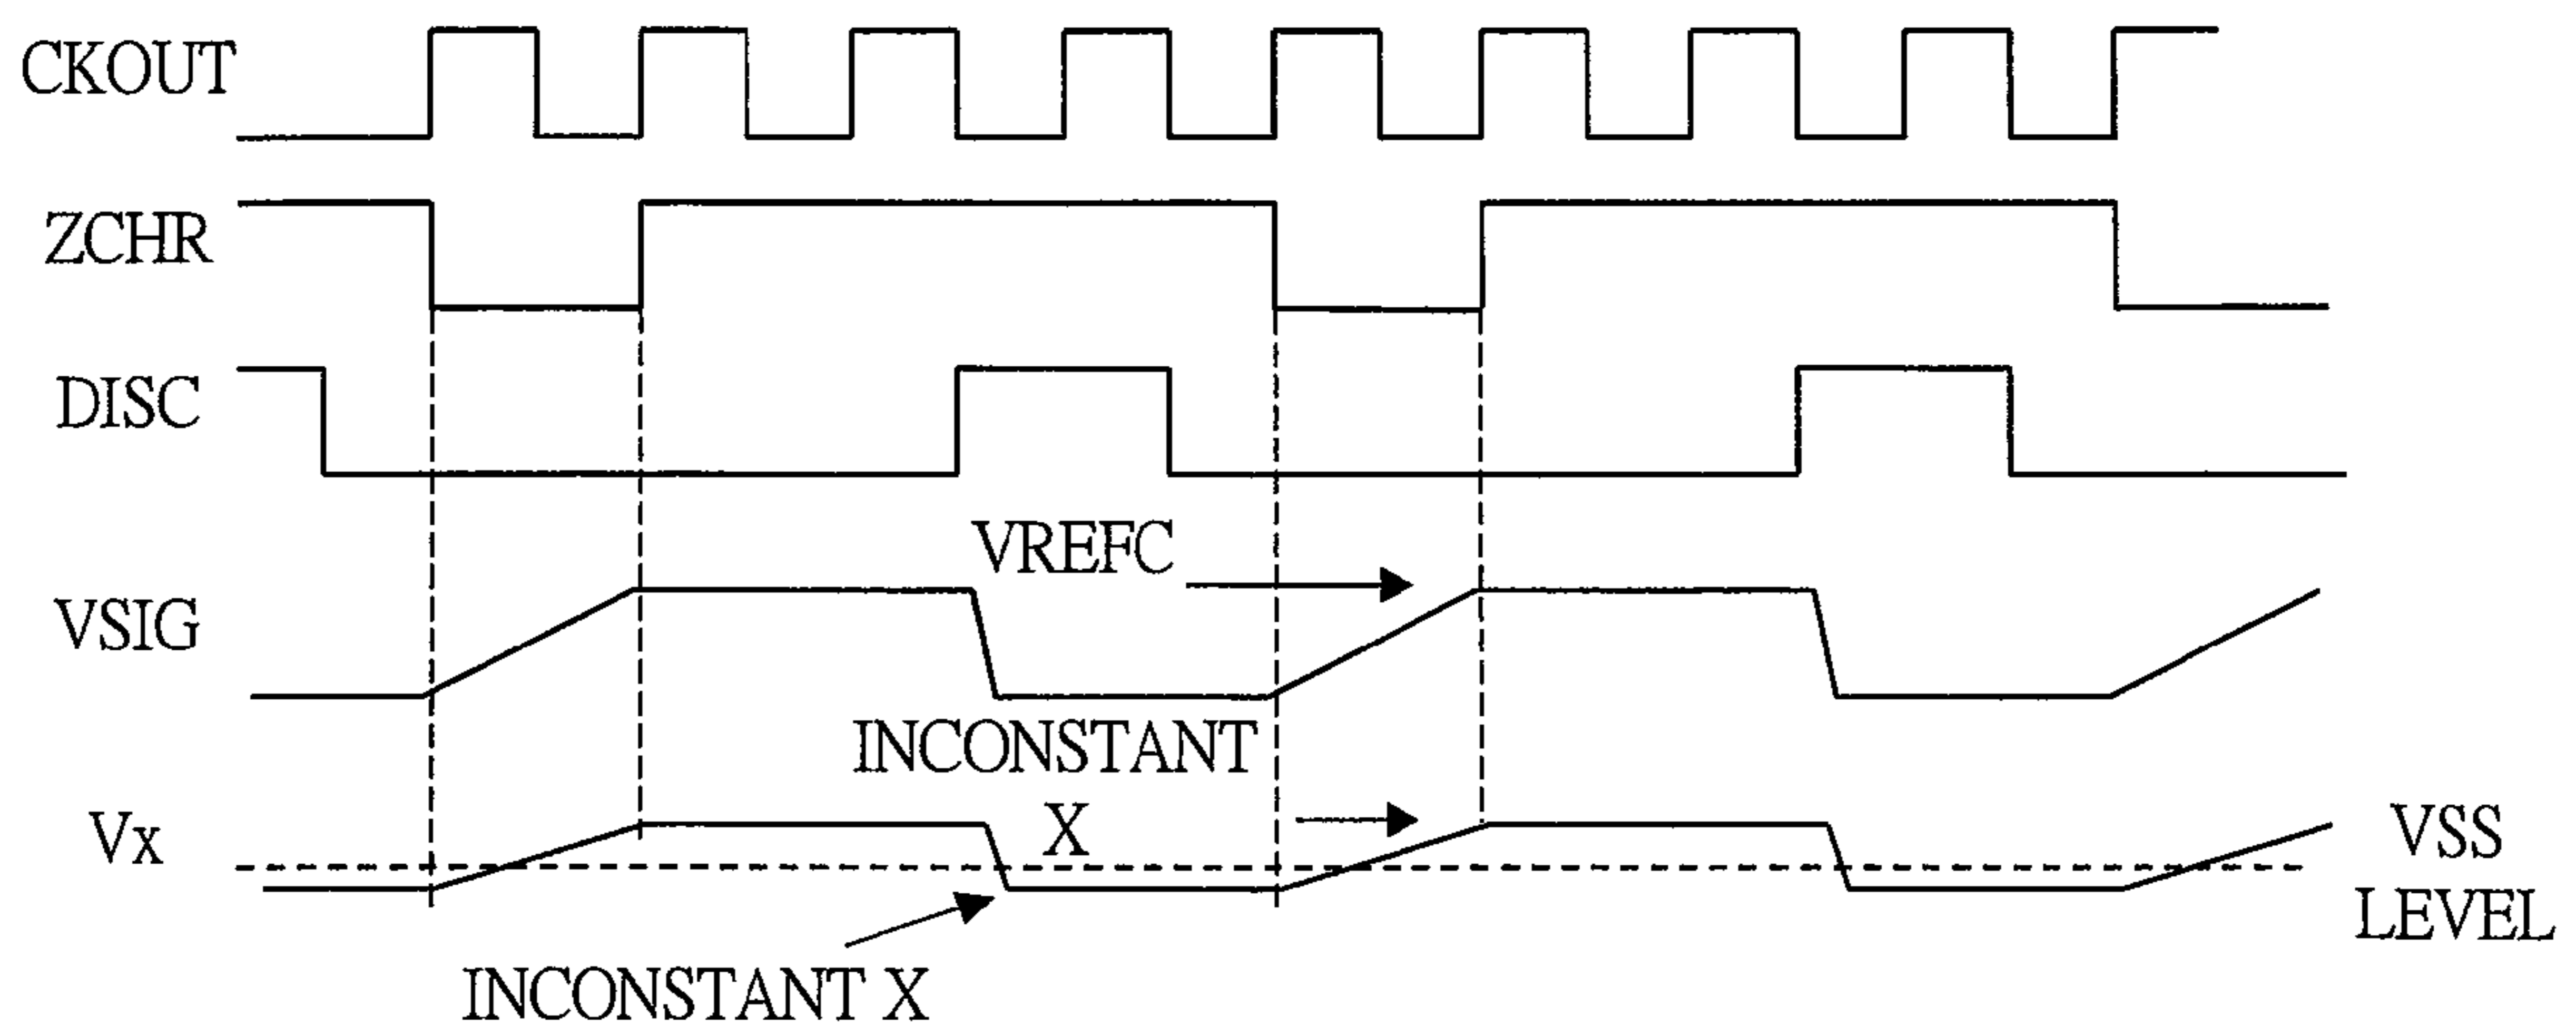 CKOUT
ZCHR
DISC
VREFC
VSIG
INCONSTANT
X
Vx
VSS
LEVEL
INCONSTANT X